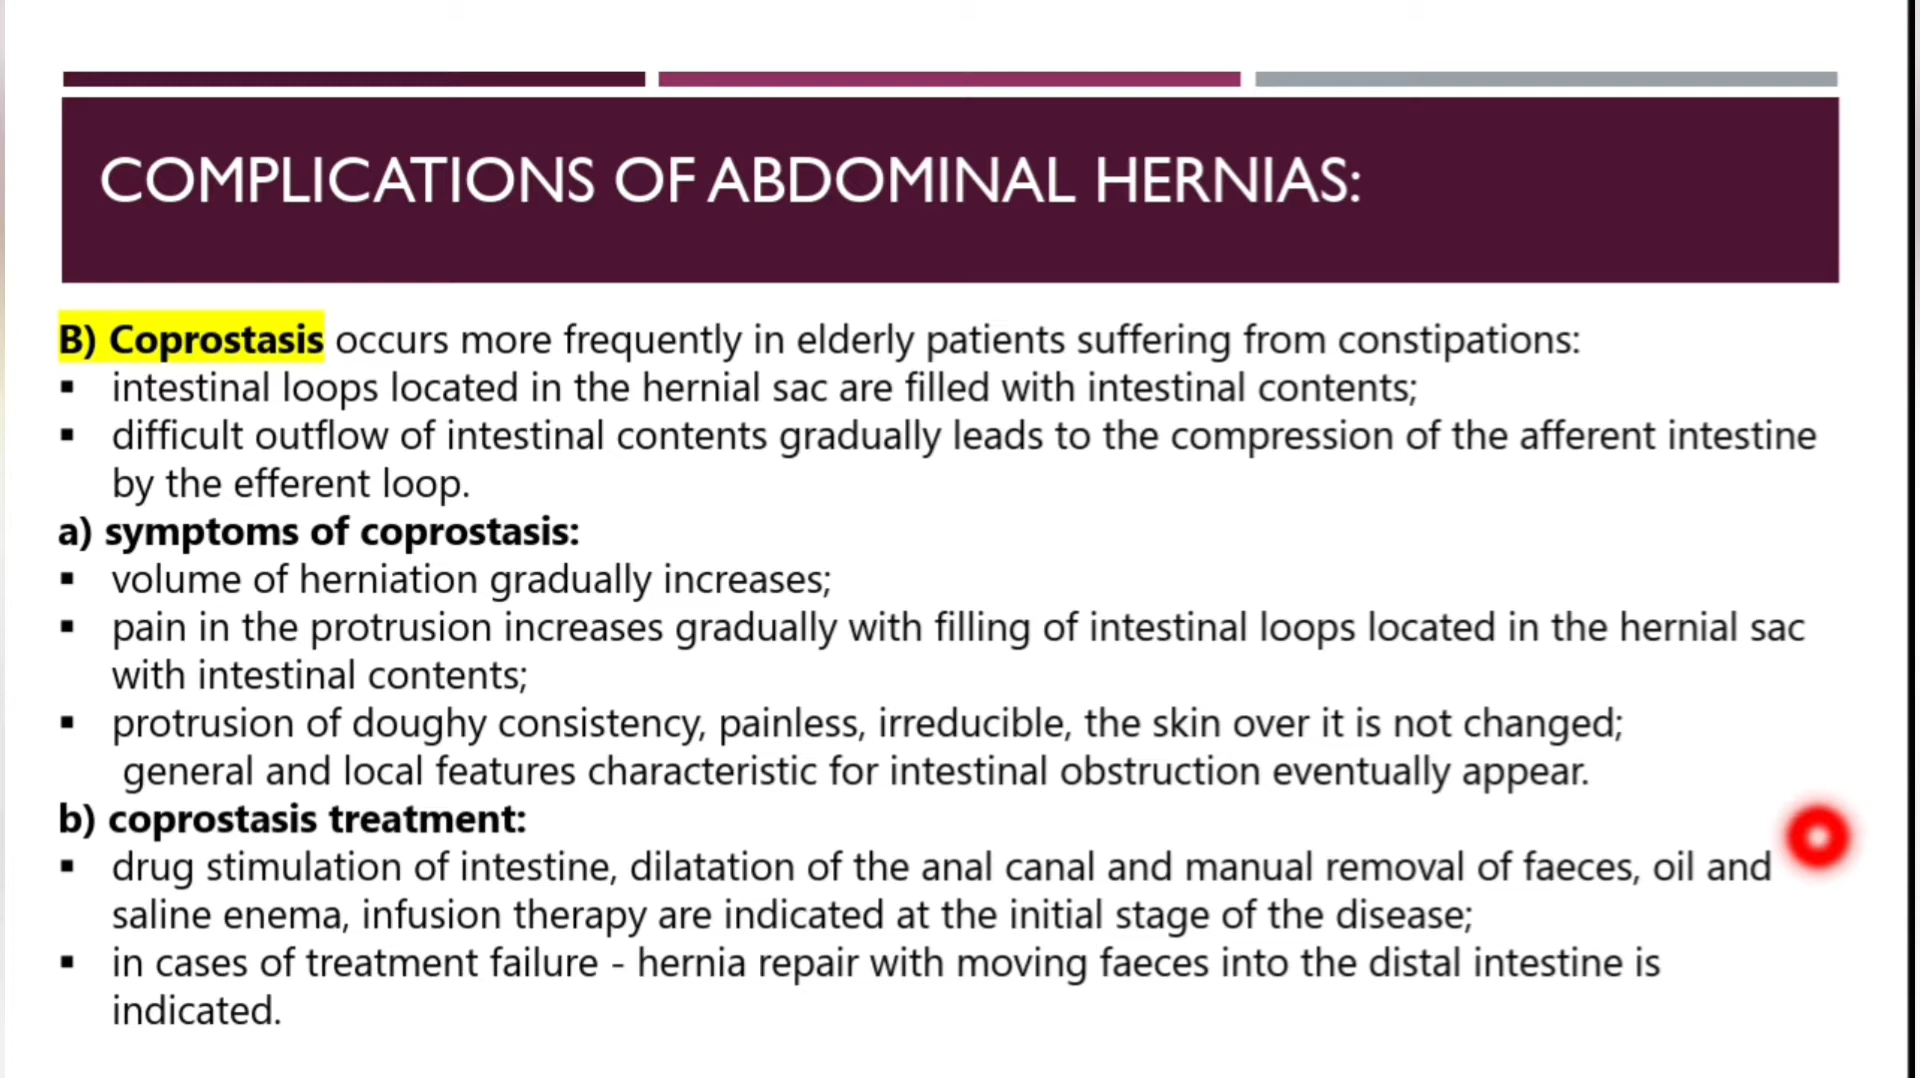 COMPLICATIONS OF ABDOMINAL HERNIAS:
B) Coprostasis occurs more frequently in elderly patients suffering from constipations:
▪ intestinal loops located in the hernial sac are filled with intestinal contents;
▪ difficult outflow of intestinal contents gradually leads to the compression of the afferent intestine
by the efferent loop.
a) symptoms of coprostasis:
▪ volume of herniation gradually increases;
▪ pain in the protrusion increases gradually with filling of intestinal loops located in the hernial sac
with intestinal contents;
▪ protrusion of doughy consistency, painless, irreducible, the skin over it is not changed;
general and local features characteristic for intestinal obstruction eventually appear.
b) coprostasis treatment:
▪ drug stimulation of intestine, dilatation of the anal canal and manual removal of faeces, oil and
saline enema, infusion therapy are indicated at the initial stage of the disease;
▪ in cases of treatment failure - hernia repair with moving faeces into the distal intestine is
indicated.